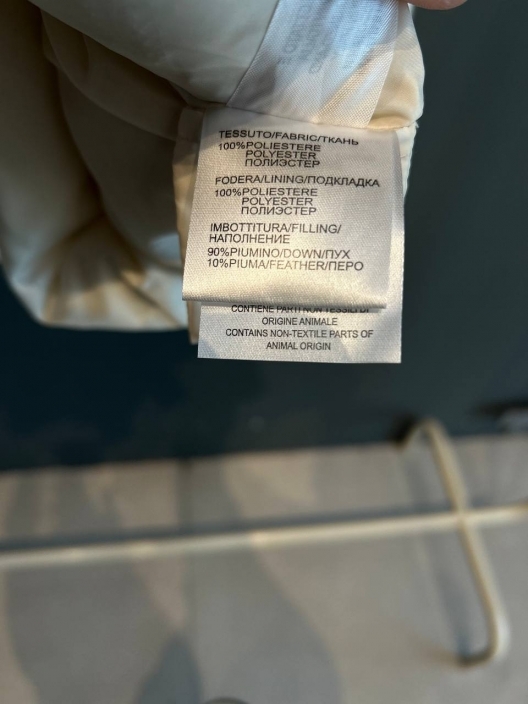 TESSUTO/FABRIC/ТКАНЬ
100%POLIESTERE
POLYESTER
ПОЛИЭСТЕР
FODERA/LINING/ПОДКЛАДКА
100%POLIESTERE
POLYESTER
ПОЛИЭСТЕР
IMBOTTITURA/FILLING/
НАПОЛНЕНИЕ
90%PIUMINO/DOWN/ПУХ
10%PIUMA/FEATHER/ПЕРО
CONTIENE PARTI NON TESSILI DI
ORIGINE ANIMALE
CONTAINS NON-TEXTILE PARTS OF
ANIMAL ORIGIN